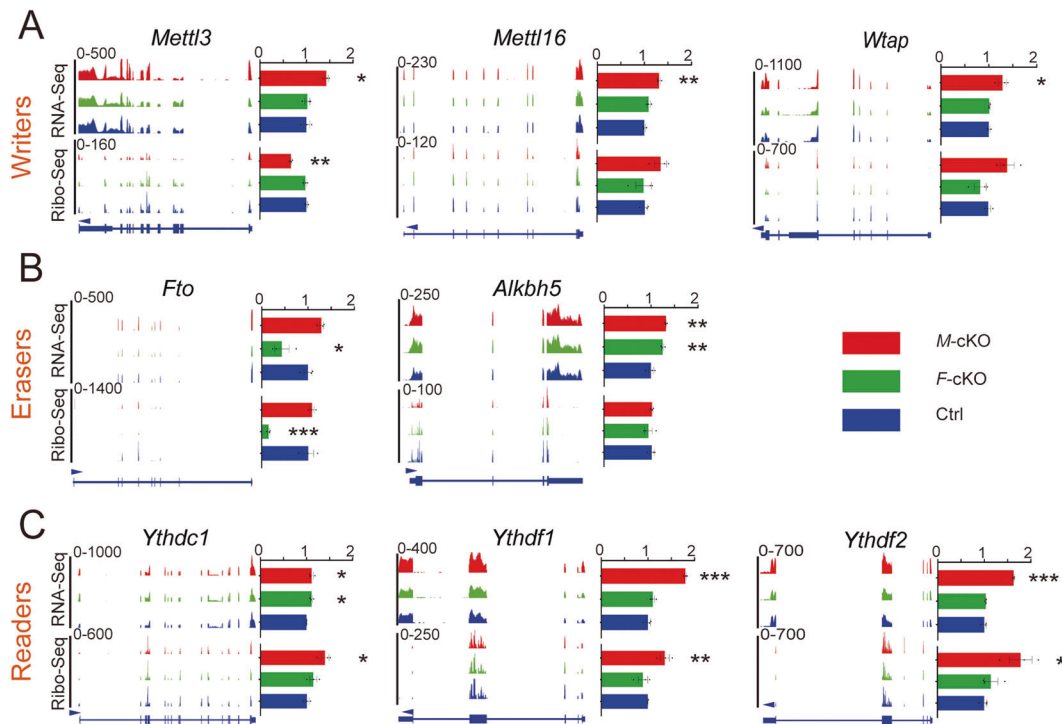 A
Writers
Mettl3
RNA-Seq
0-500
0 1 2
*
Ribo-Seq
0-160
**
Mettl16
0-230
0 1 2
**
0-120
Wtap
0-1100
0 1 2
*
0-700
B
Erasers
Fto
RNA-Seq
0-500
0 1 2
*
Ribo-Seq
0-1400
***
Alkbh5
0-250
0 1 2
**
**
0-100
M-cKO
F-cKO
Ctrl
C
Readers
Ythdc1
RNA-Seq
0-1000
0 1 2
*
*
Ribo-Seq
0-600
*
Ythdf1
0-400
0 1 2
***
0-250
**
Ythdf2
0-700
0 1 2
***
0-700
*